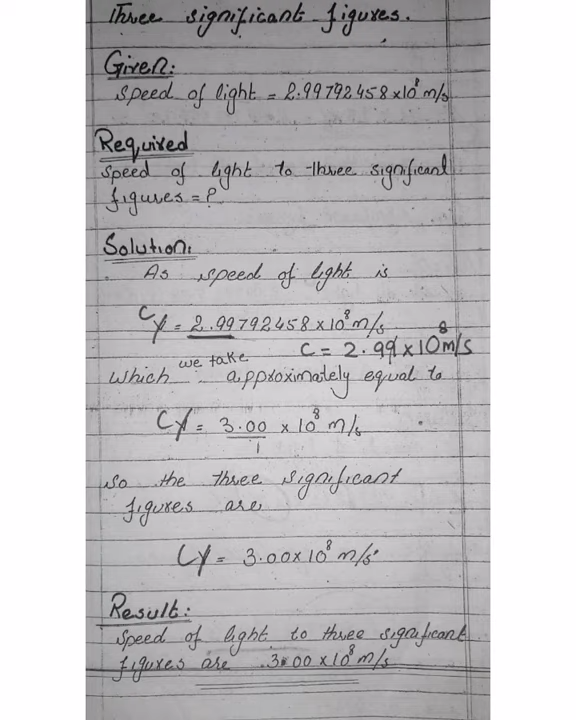 Three significant figures.
Given:
Speed of light = 2.99792458 x 10⁸ m/s
Required
Speed of light to three significant
figures = ?
Solution:
As speed of light is
C = 2.99792458 x 10⁸ m/s
C = 2.99 x 10⁸ m/s
we take
which approximately equal to
C = 3.00 x 10⁸ m/s
so the three significant
figures are
C = 3.00 x 10⁸ m/s
Result:
Speed of light to three significant
figures are 3.00 x 10⁸ m/s